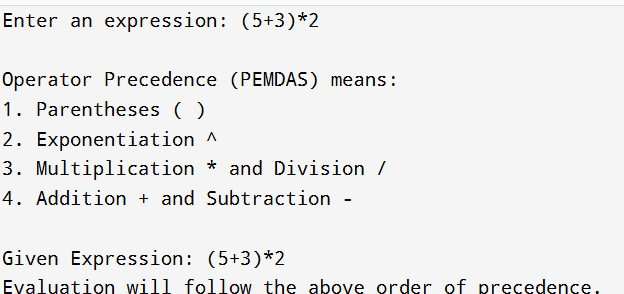 Enter an expression: (5+3)*2
Operator Precedence (PEMDAS) means:
1. Parentheses ( )
2. Exponentiation ^
3. Multiplication * and Division /
4. Addition + and Subtraction -
Given Expression: (5+3)*2
Evaluation will follow the above order of precedence.